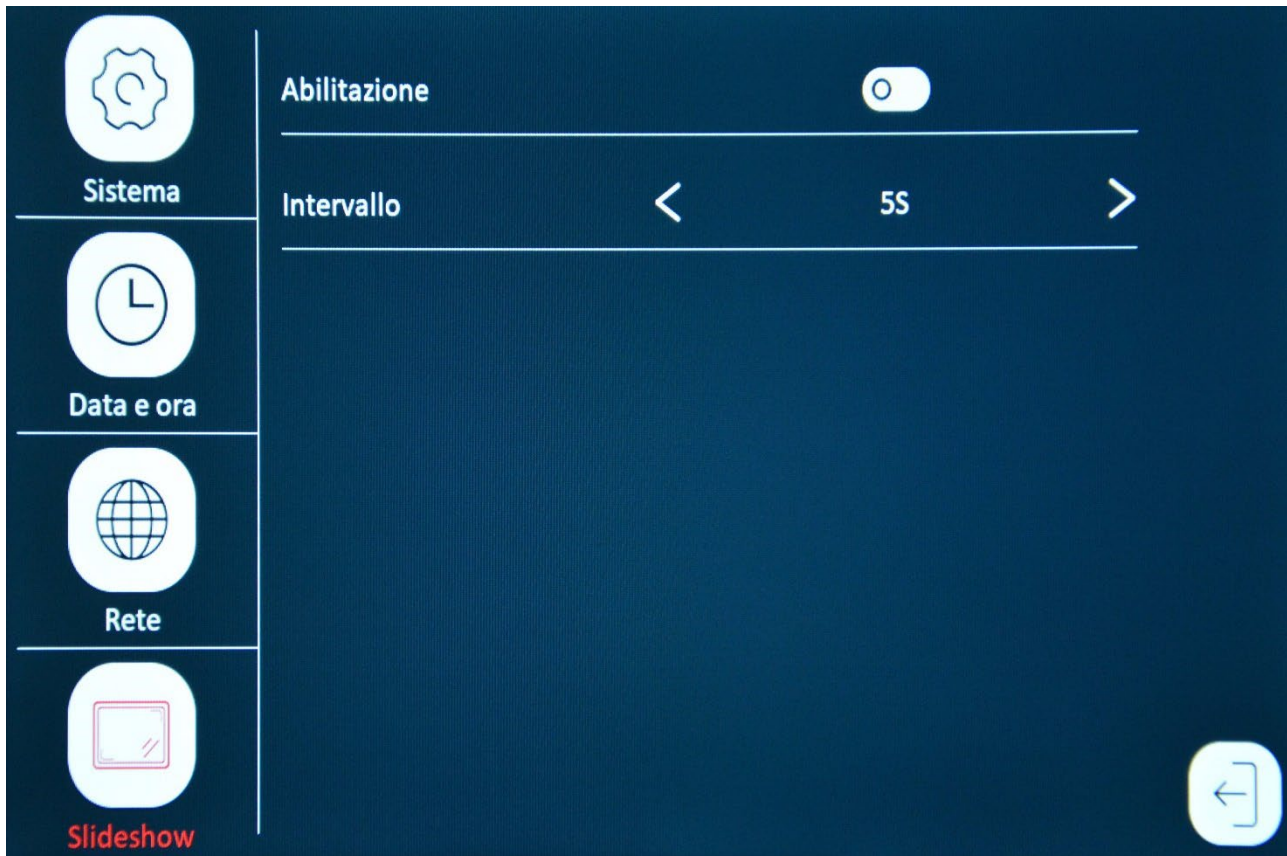 Sistema
Data e ora
Rete
Slideshow
Abilitazione
Intervallo < 5S >